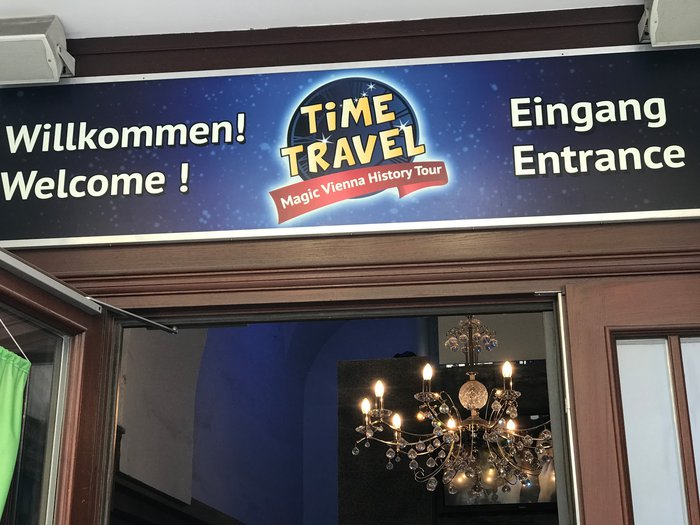 Willkommen!
Welcome !
TiME
TRAVEL
Magic Vienna History Tour
Eingang
Entrance